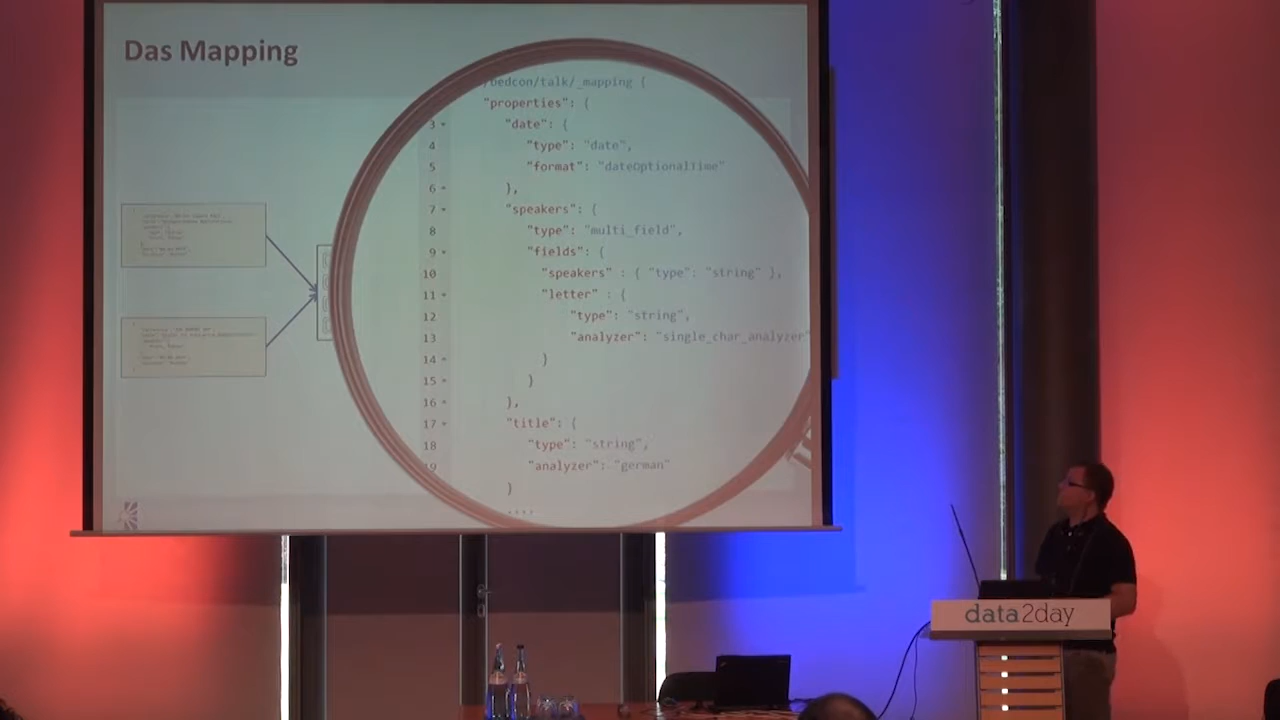 Das Mapping
/bedcon/talk/_mapping {
"properties": {
3 "date": {
4 "type": "date",
5 "format": "dateOptionalTime"
6 },
7 "speakers": {
8 "type": "multi_field",
9 "fields": {
10 "speakers" : { "type": "string" },
11 "letter" : {
12 "type": "string",
13 "analyzer": "single_char_analyzer"
14 }
15 }
16 },
17 "title": {
18 "type": "string",
19 "analyzer": "german"
}
....
data2day